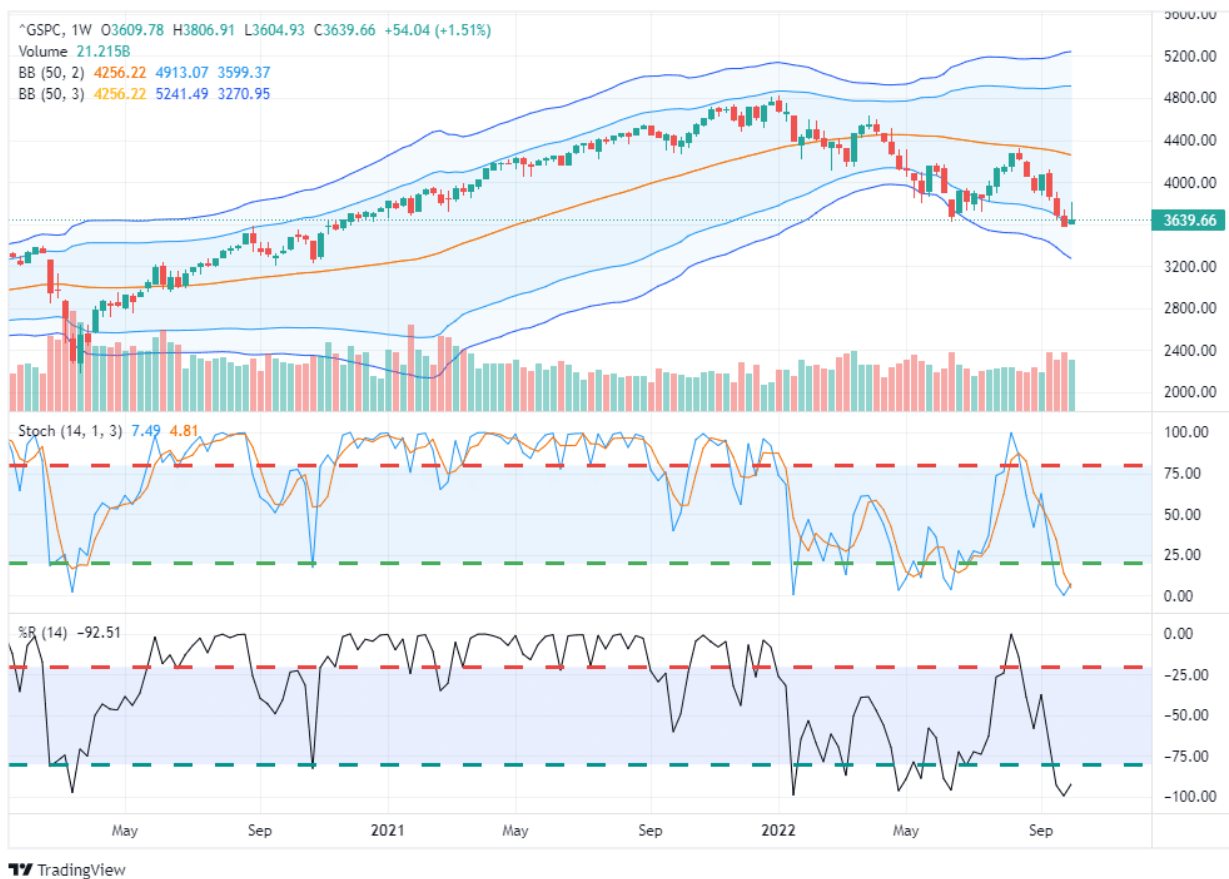 ^GSPC, 1W O3609.78 H3806.91 L3604.93 C3639.66 +54.04 (+1.51%)
Volume 21.215B
BB (50, 2) 4256.22 4913.07 3599.37
BB (50, 3) 4256.22 5241.49 3270.95
5600.00
5200.00
4800.00
4400.00
4000.00
3639.66
3200.00
2800.00
2400.00
2000.00
Stoch (14, 1, 3) 7.49 4.81
100.00
75.00
50.00
25.00
0.00
%R (14) −92.51
0.00
−25.00
−50.00
−75.00
−100.00
May Sep 2021 May Sep 2022 May Sep
TradingView